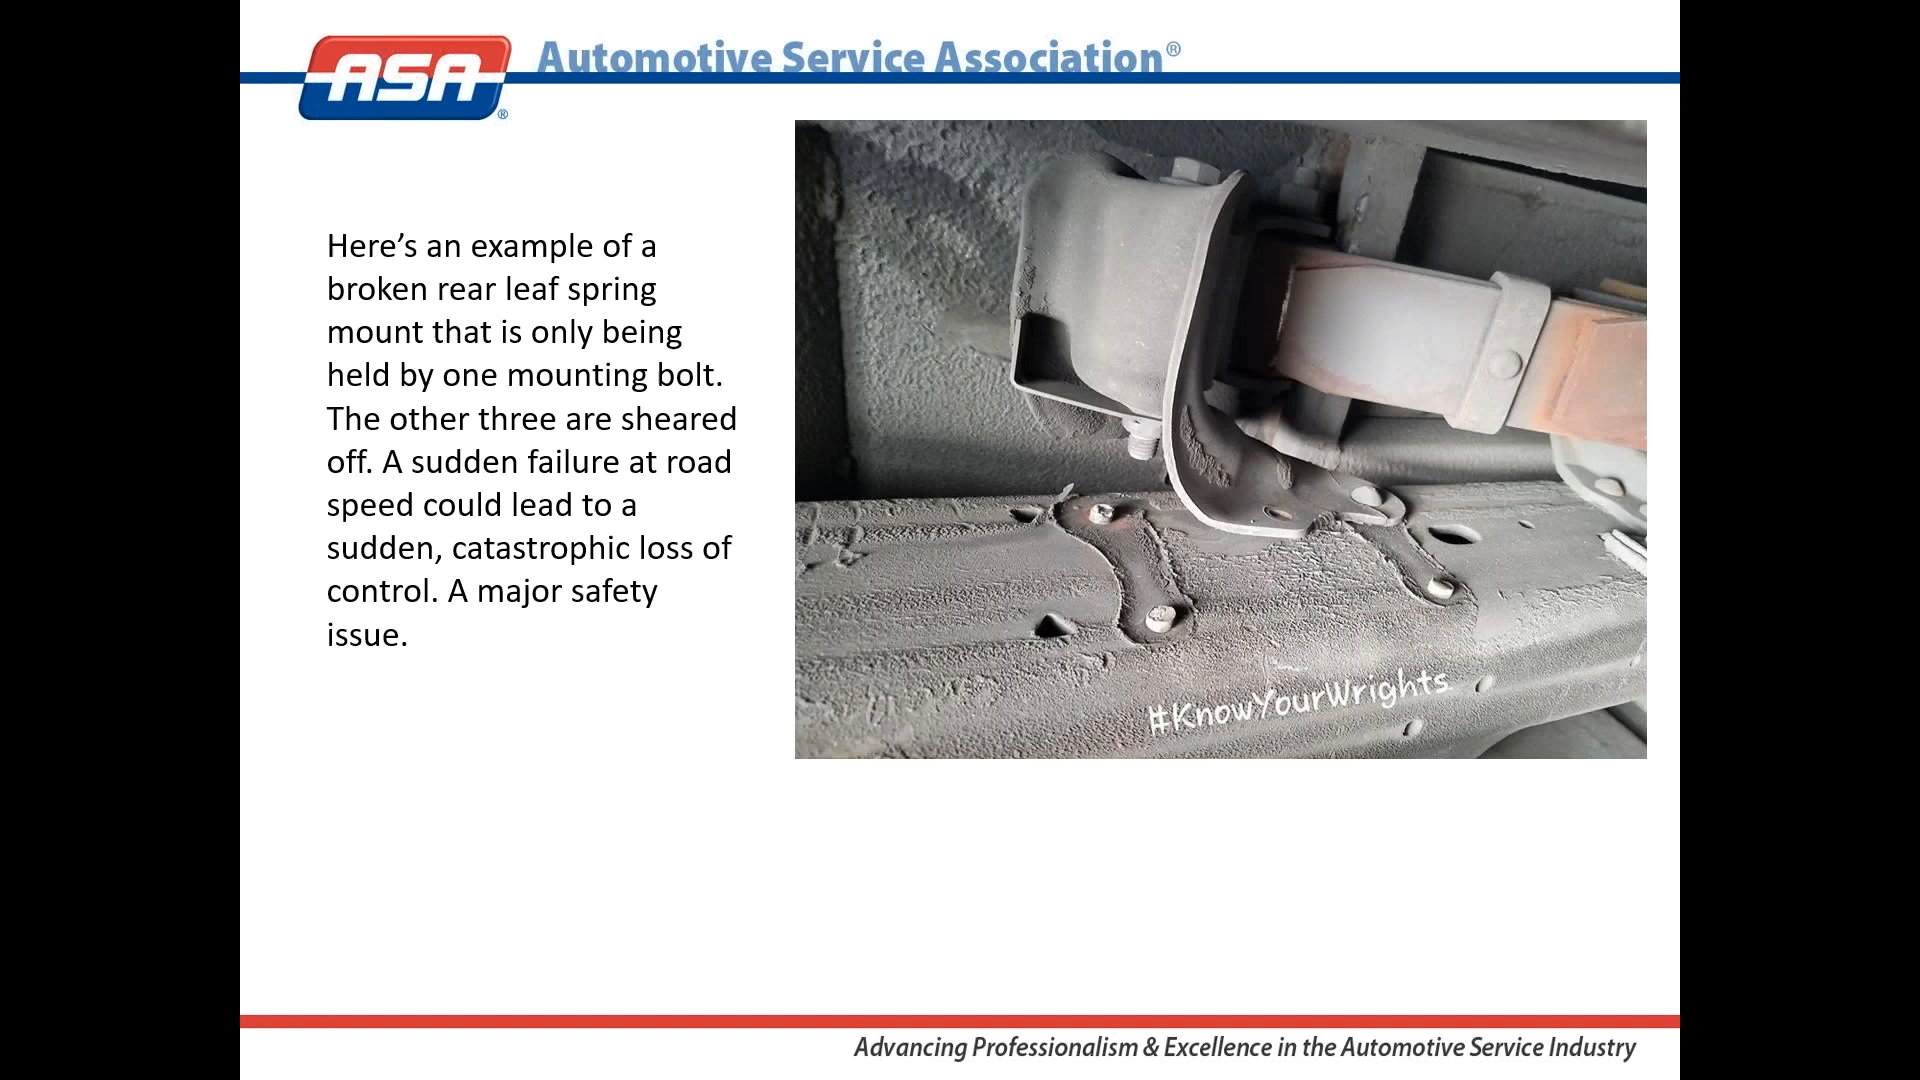 ASA
®
Automotive Service Association®
Here’s an example of a
broken rear leaf spring
mount that is only being
held by one mounting bolt.
The other three are sheared
off. A sudden failure at road
speed could lead to a
sudden, catastrophic loss of
control. A major safety
issue.
#KnowYourWrights
Advancing Professionalism & Excellence in the Automotive Service Industry